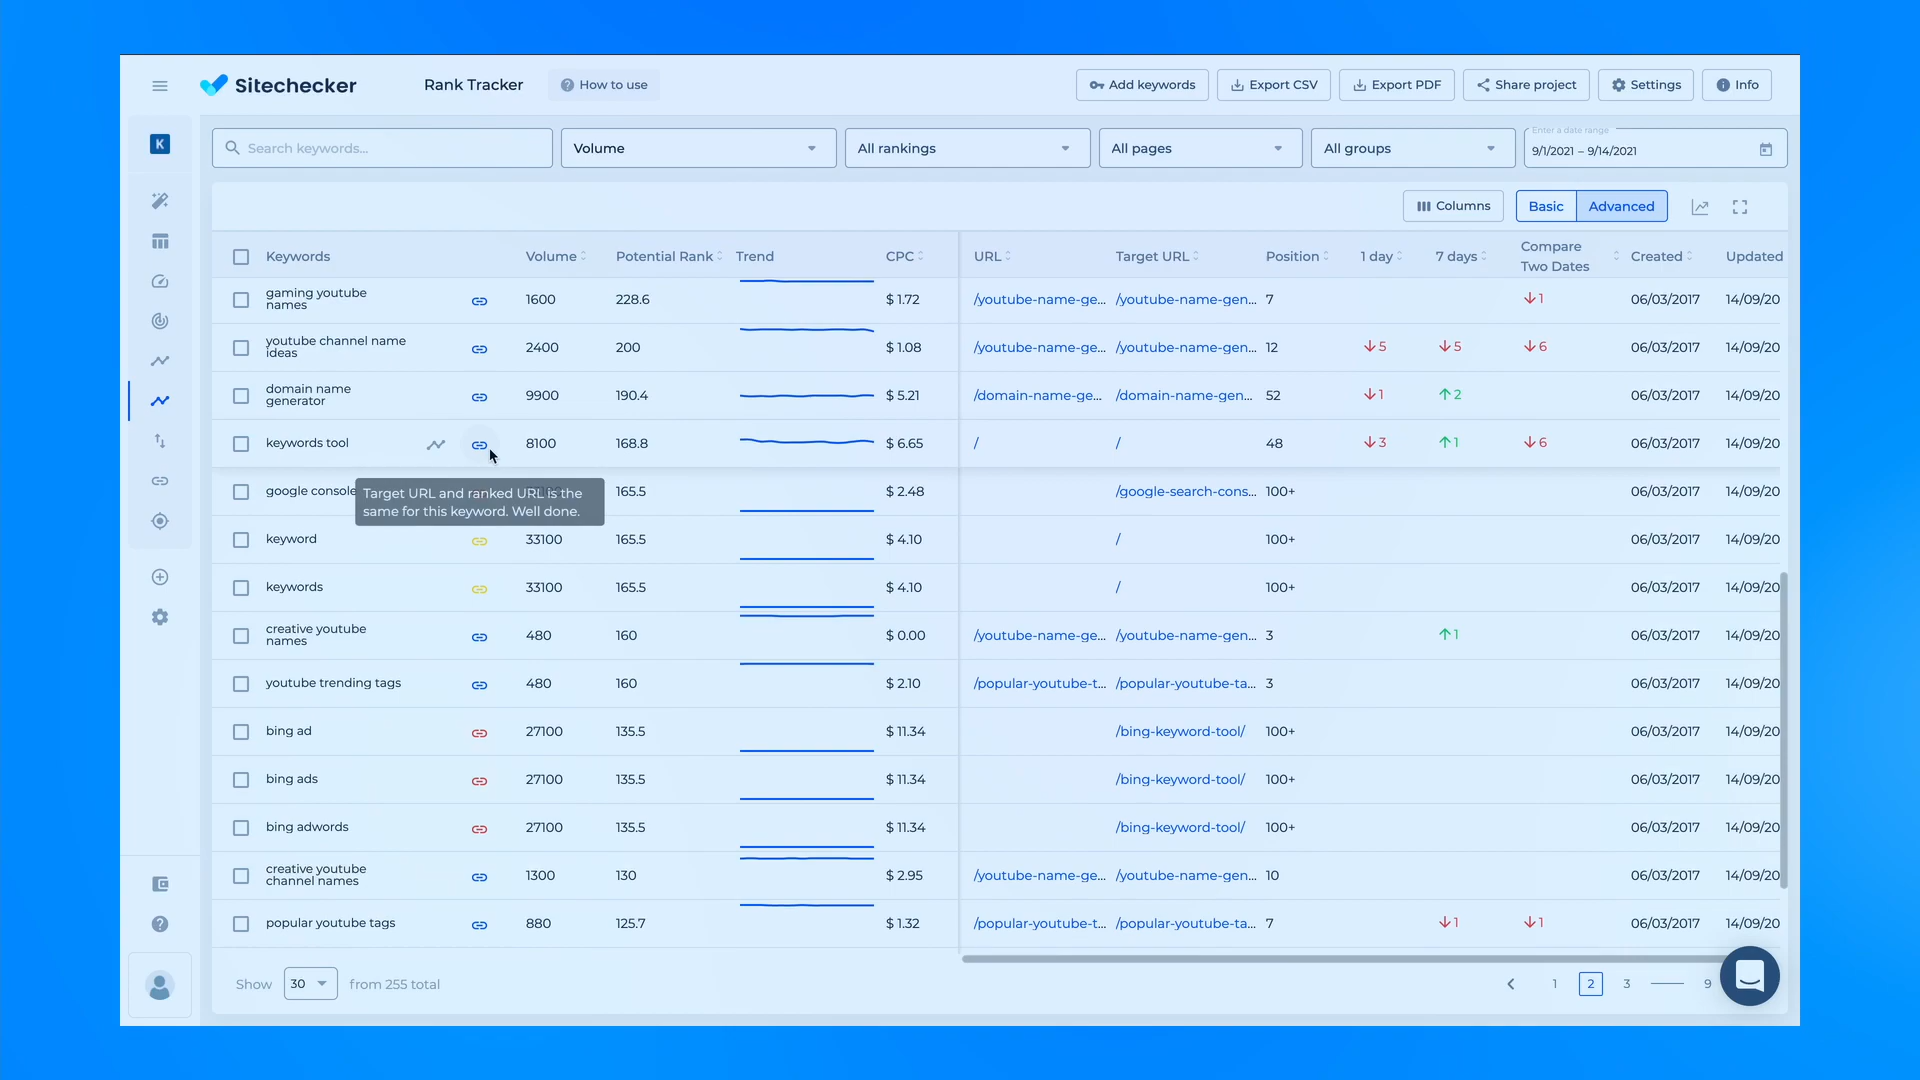 Sitechecker
Rank Tracker
How to use
Add keywords
Export CSV
Export PDF
Share project
Settings
Info
K
Search keywords...
Volume
All rankings
All pages
All groups
Enter a date range
9/1/2021 – 9/14/2021
Columns
Basic
Advanced
Keywords Volume Potential Rank Trend CPC URL Target URL Position 1 day 7 days Compare Two Dates Created Updated
gaming youtube names 1600 228.6 $ 1.72 /youtube-name-ge... /youtube-name-gen... 7 1 06/03/2017 14/09/20
youtube channel name ideas 2400 200 $ 1.08 /youtube-name-ge... /youtube-name-gen... 12 5 5 6 06/03/2017 14/09/20
domain name generator 9900 190.4 $ 5.21 /domain-name-ge... /domain-name-gen... 52 1 2 06/03/2017 14/09/20
keywords tool 8100 168.8 $ 6.65 / / 48 3 1 6 06/03/2017 14/09/20
google console 165.5 $ 2.48 /google-search-cons... 100+ 06/03/2017 14/09/20
Target URL and ranked URL is the
same for this keyword. Well done.
keyword 33100 165.5 $ 4.10 / 100+ 06/03/2017 14/09/20
keywords 33100 165.5 $ 4.10 / 100+ 06/03/2017 14/09/20
creative youtube names 480 160 $ 0.00 /youtube-name-ge... /youtube-name-gen... 3 1 06/03/2017 14/09/20
youtube trending tags 480 160 $ 2.10 /popular-youtube-t... /popular-youtube-ta... 3 06/03/2017 14/09/20
bing ad 27100 135.5 $ 11.34 /bing-keyword-tool/ 100+ 06/03/2017 14/09/20
bing ads 27100 135.5 $ 11.34 /bing-keyword-tool/ 100+ 06/03/2017 14/09/20
bing adwords 27100 135.5 $ 11.34 /bing-keyword-tool/ 100+ 06/03/2017 14/09/20
creative youtube channel names 1300 130 $ 2.95 /youtube-name-ge... /youtube-name-gen... 10 06/03/2017 14/09/20
popular youtube tags 880 125.7 $ 1.32 /popular-youtube-t... /popular-youtube-ta... 7 1 1 06/03/2017 14/09/20
Show 30 from 255 total
1 2 3 9